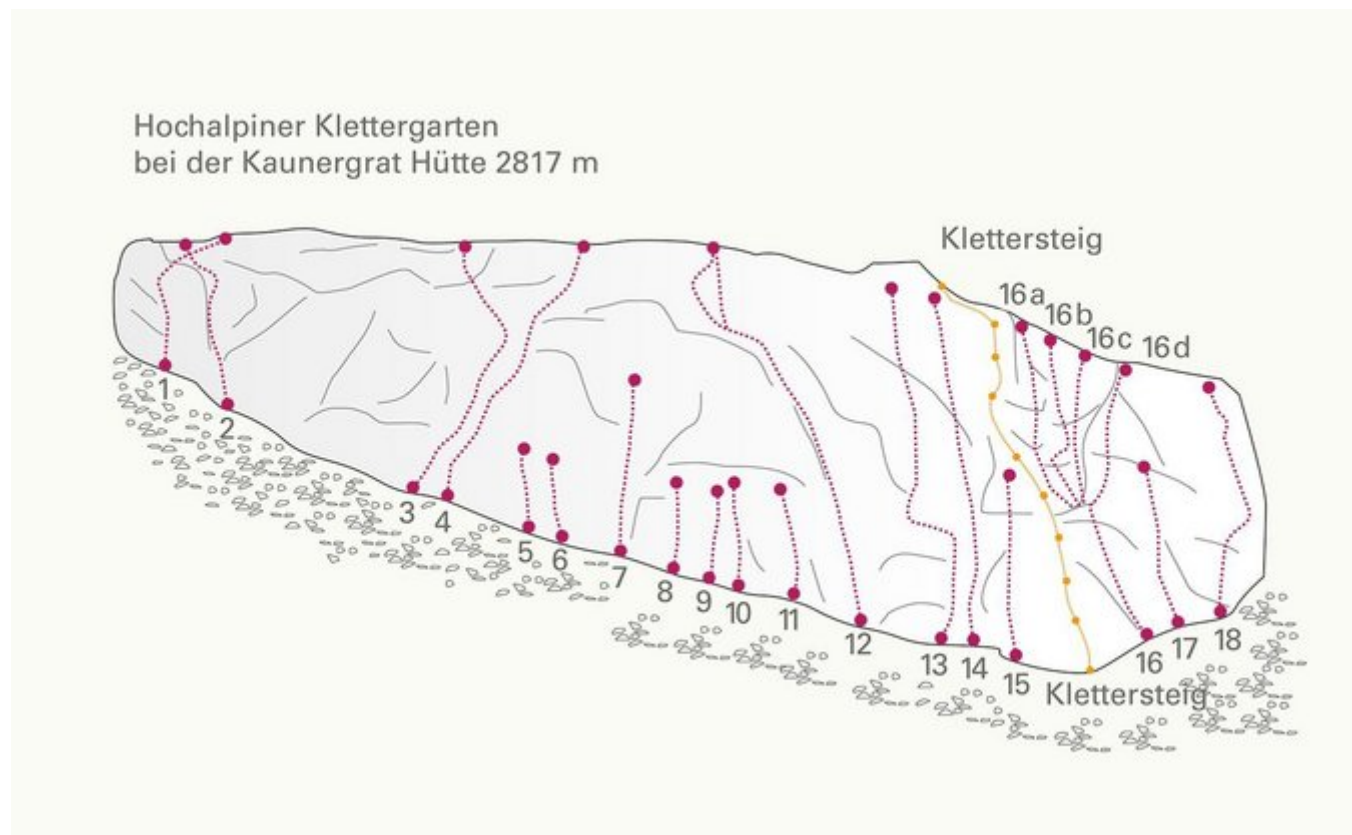 Hochalpiner Klettergarten
bei der Kaunergrat Hütte 2817 m
Klettersteig
16a
16b
16c
16d
1
2
3
4
5
6
7
8
9
10
11
12
13
14
15
16
17
18
Klettersteig